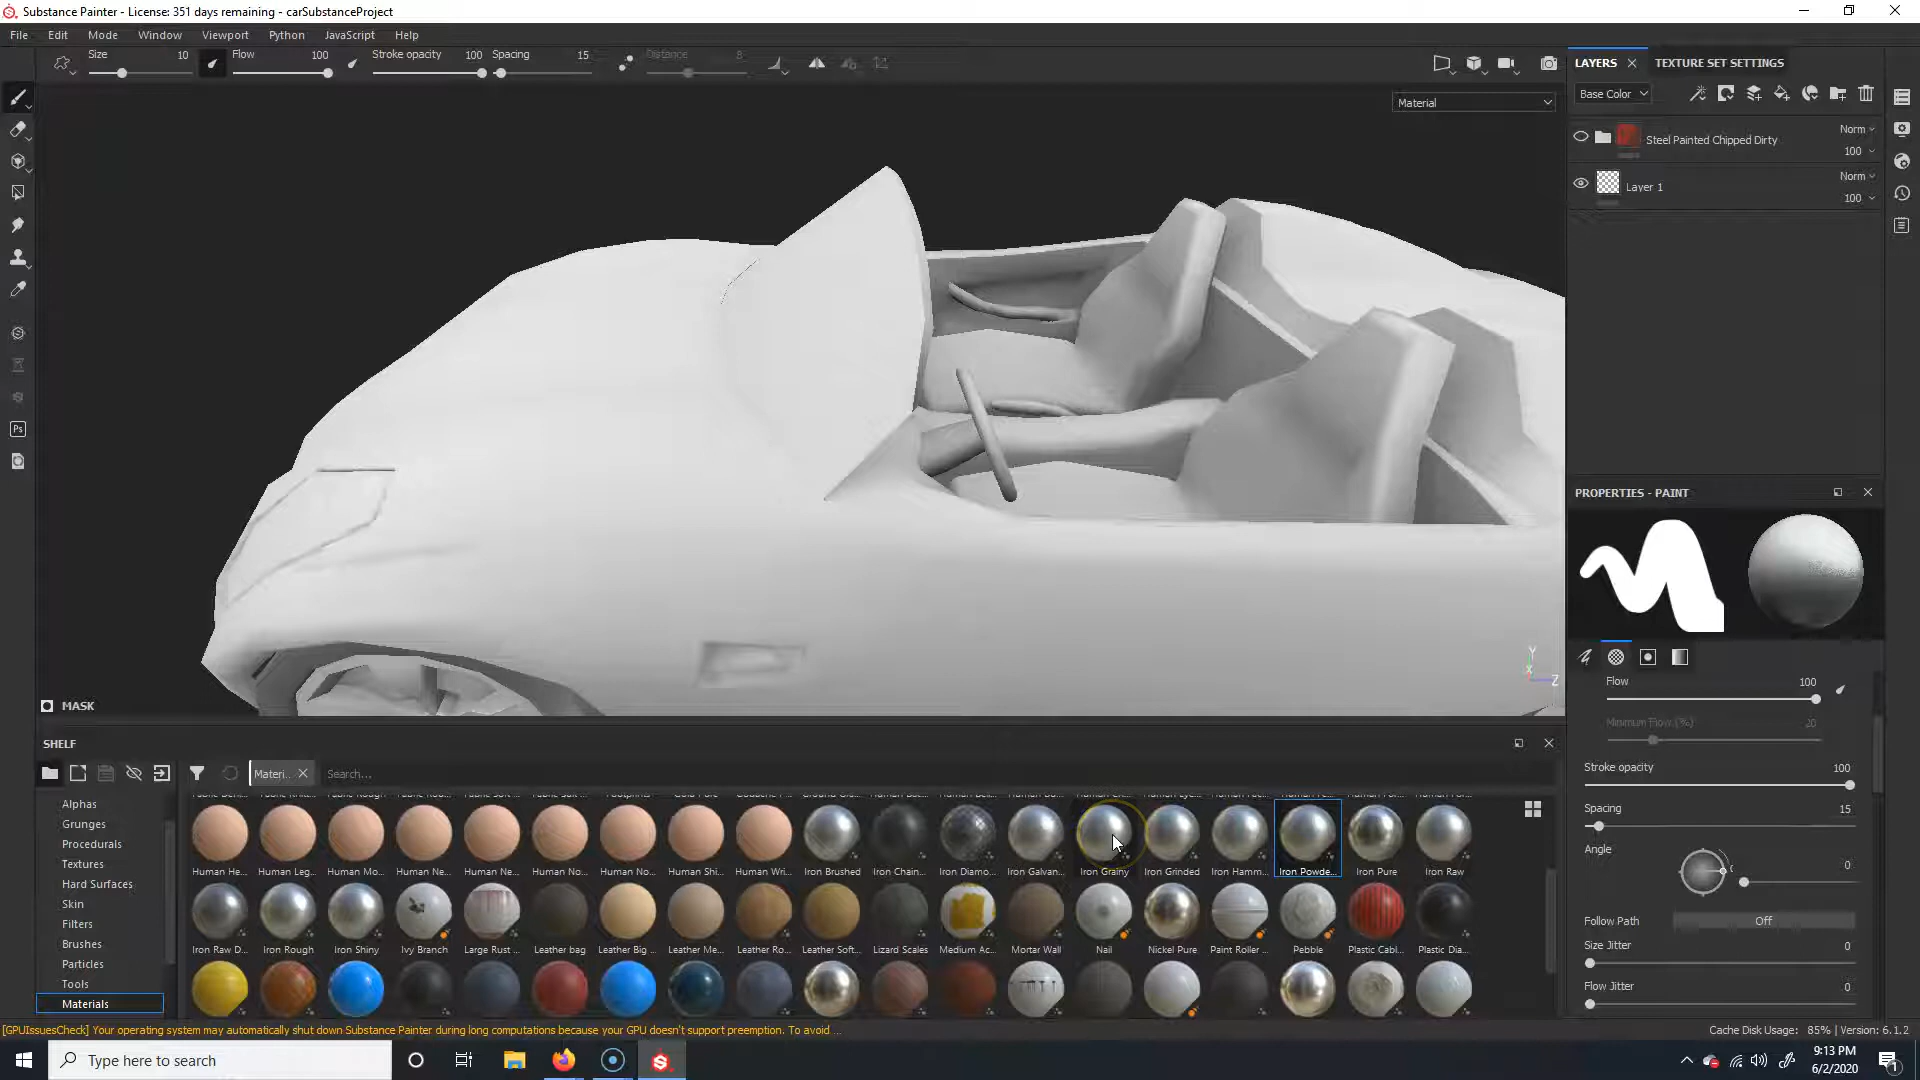 Substance Painter - License: 351 days remaining - carSubstanceProject
File Edit Mode Window Viewport Python JavaScript Help
Size 10 Flow 100 Stroke opacity 100 Spacing 15 Distance 8
Material
LAYERS TEXTURE SET SETTINGS
Base Color
Steel Painted Chipped Dirty Norm 100
Layer 1 Norm 100
PROPERTIES - PAINT
Flow 100
Minimum Flow (%) 20
Stroke opacity 100
Spacing 15
Angle 0
Follow Path Off
Size Jitter 0
Flow Jitter 0
Y
X
Z
MASK
SHELF
Materi... Search...
Alphas
Grunges
Procedurals
Textures
Hard Surfaces
Skin
Filters
Brushes
Particles
Tools
Materials
Human He... Human Leg... Human Mo... Human Mo... Human Ne... Human No... Human No... Human Shi... Human Wri... Iron Brushed Iron Chain... Iron Diamo... Iron Galvan... Iron Grainy Iron Grinded Iron Hamm... Iron Powde... Iron Pure Iron Raw
Iron Raw D... Iron Rough Iron Shiny Ivy Branch Large Rust ... Leather bag Leather Big ... Leather Me... Leather Ro... Leather Soft... Lizard Scales Medium Ac... Mortar Wall Nail Nickel Pure Paint Roller ... Pebble Plastic Cabl... Plastic Dia...
[GPUIssuesCheck] Your operating system may automatically shut down Substance Painter during long computations because your GPU doesn't support preemption. To avoid ...
Cache Disk Usage: 85% | Version: 6.1.2
Type here to search
Ps
9:13 PM
6/2/2020
1